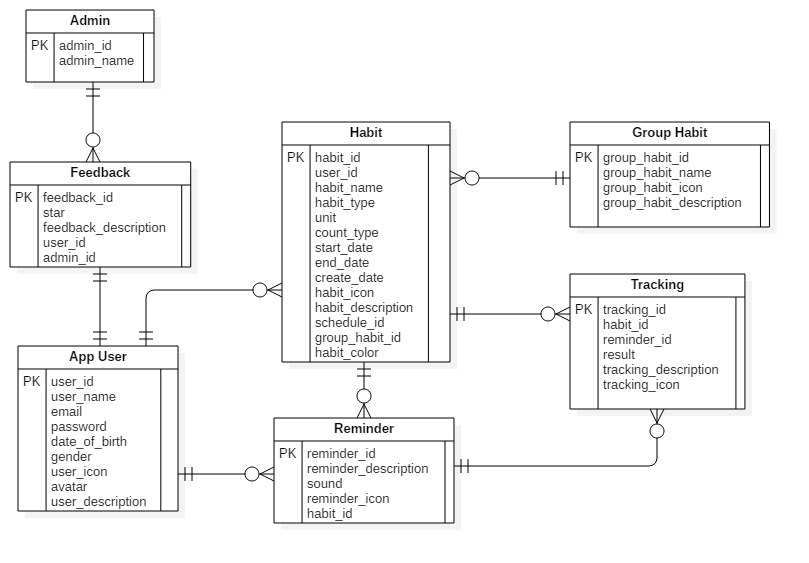 Admin
PK admin_id
admin_name
Feedback
PK feedback_id
star
feedback_description
user_id
admin_id
App User
PK user_id
user_name
email
password
date_of_birth
gender
user_icon
avatar
user_description
Habit
PK habit_id
user_id
habit_name
habit_type
unit
count_type
start_date
end_date
create_date
habit_icon
habit_description
schedule_id
group_habit_id
habit_color
Reminder
PK reminder_id
reminder_description
sound
reminder_icon
habit_id
Group Habit
PK group_habit_id
group_habit_name
group_habit_icon
group_habit_description
Tracking
PK tracking_id
habit_id
reminder_id
result
tracking_description
tracking_icon